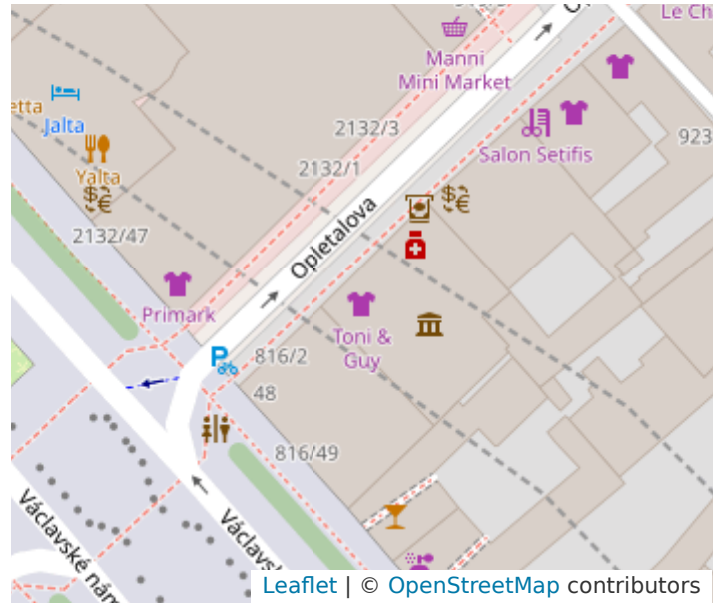 Le Ch
Manni
Mini Market
etta
Jalta
2132/3
923
Salon Setifis
2132/1
Yalta
Opletalova
2132/47
Primark
Toni &
Guy
816/2
48
816/49
Václavské nám
Václavsk
Leaflet | © OpenStreetMap contributors